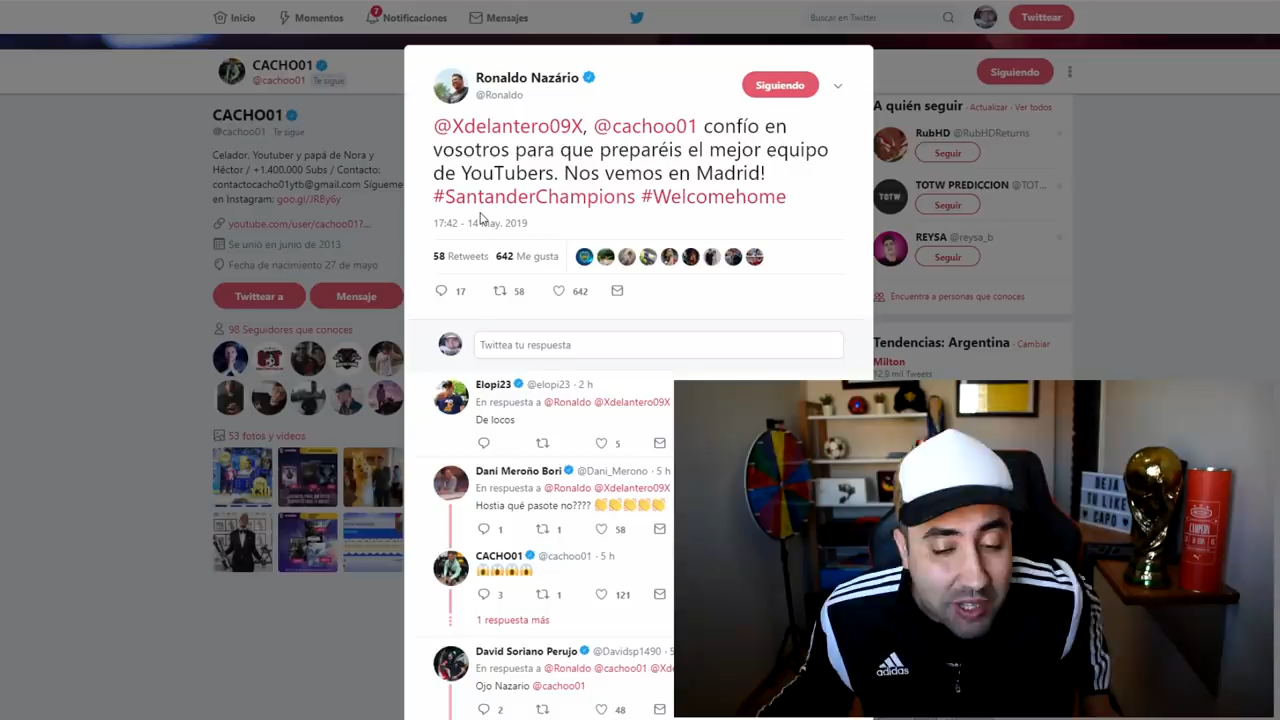 Inicio
Momentos
7
Notificaciones
Mensajes
Buscar en Twitter
Twittear
CACHO01
@cachoo01 Te sigue
Siguiendo
CACHO01
@cachoo01 Te sigue
Celador, Youtuber y papá de Nora y
Héctor / +1.400.000 Subs / Contacto:
contactocacho01ytb@gmail.com Sígueme
en Instagram: goo.gl/JRBy6Y
youtube.com/user/cachoo01?...
Se unió en junio de 2013
Fecha de nacimiento 27 de mayo
Twittear a
Mensaje
98 Seguidores que conoces
53 fotos y videos
Ronaldo Nazário
@Ronaldo
Siguiendo
@Xdelantero09X, @cachoo01 confío en
vosotros para que preparéis el mejor equipo
de YouTubers. Nos vemos en Madrid!
#SantanderChampions #Welcomehome
17:42 - 14 may. 2019
58 Retweets 642 Me gusta
17 58 642
Twittea tu respuesta
Elopi23 @elopi23 · 2 h
En respuesta a @Ronaldo @Xdelantero09X
De locos
5
Dani Meroño Bori @Dani_Merono · 5 h
En respuesta a @Ronaldo @Xdelantero09X
Hostia qué pasote no???? 👏👏👏👏👏
1 1 58
CACHO01 @cachoo01 · 5 h
😱😱😱😱
3 1 121
1 respuesta más
David Soriano Perujo @Davidsp1490 ·
En respuesta a @Ronaldo @cachoo01
Ojo Nazario @cachoo01
2 48
A quién seguir · Actualizar · Ver todos
RubHD @RubHDReturns
Seguir
TOTW
TOTW PREDICCION @TOT...
Seguir
REYSA @reysa_b
Seguir
Encuentra a personas que conoces
Tendencias: Argentina · Cambiar
Milton
DEJA
TU LIKE
CAPO
adidas